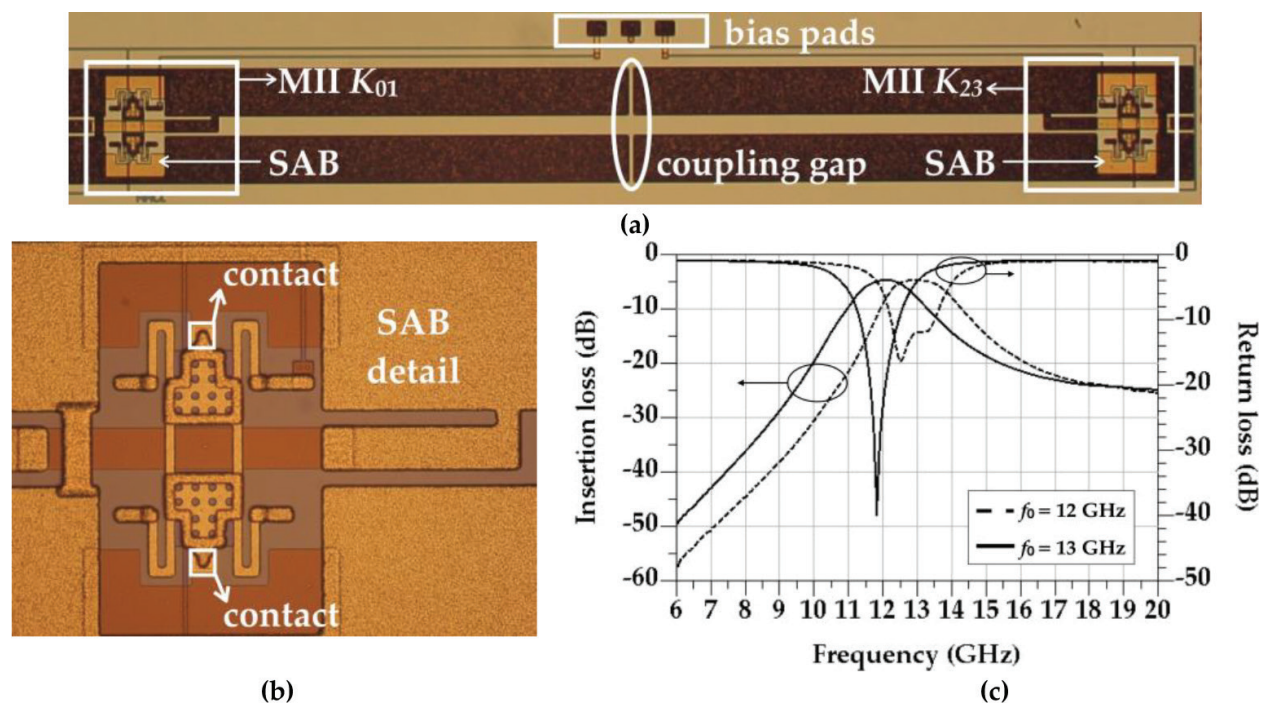 bias pads
MII K01
MII K23
SAB
coupling gap
SAB
(a)
contact
SAB
detail
contact
(b)
0
-10
-20
-30
-40
-50
-60
Insertion loss (dB)
0
-10
-20
-30
-40
-50
Return loss (dB)
f0 = 12 GHz
f0 = 13 GHz
6 7 8 9 10 11 12 13 14 15 16 17 18 19 20
Frequency (GHz)
(c)